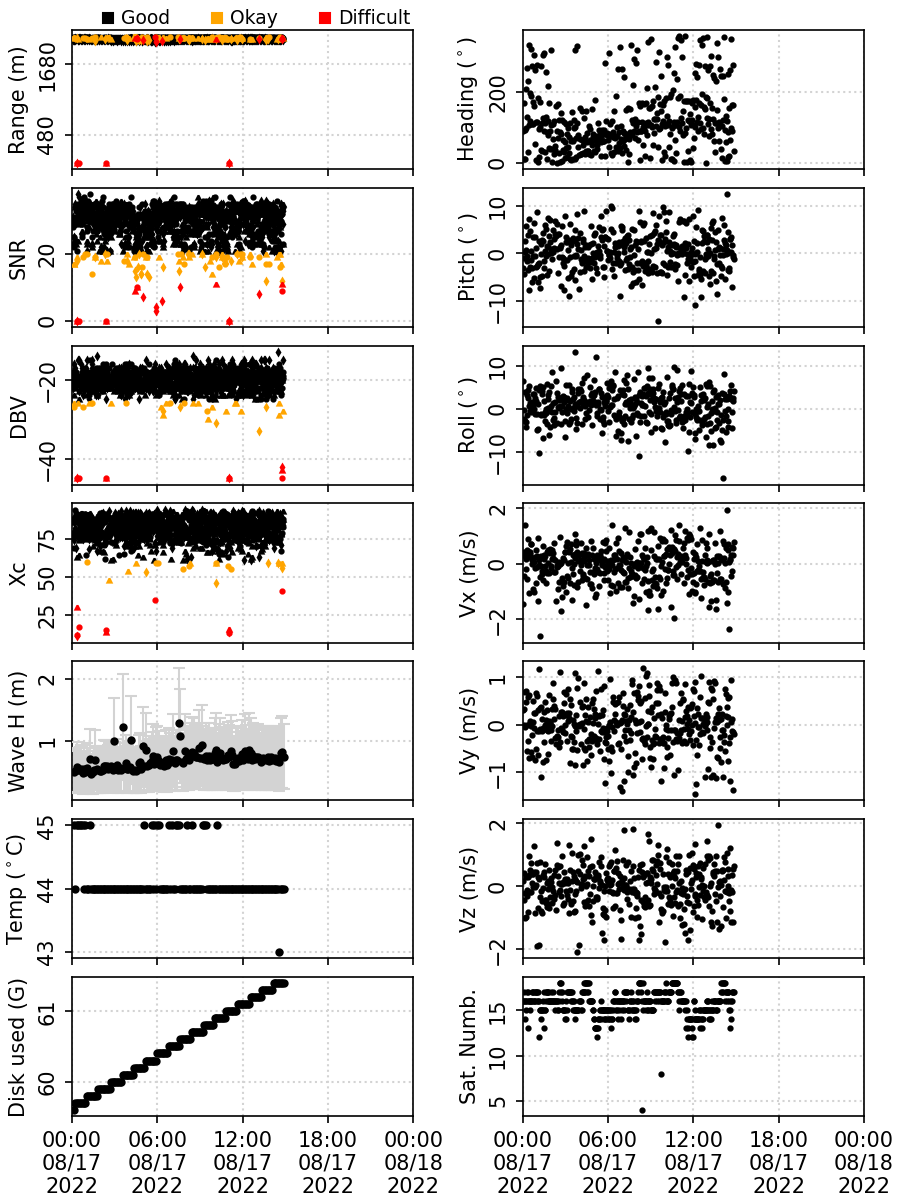 Good Okay Difficult
Range (m)
1680
480
Heading (°)
200
0
SNR
20
0
Pitch (°)
10
0
−10
DBV
−20
−40
Roll (°)
10
0
−10
Xc
75
50
25
Vx (m/s)
2
0
−2
Wave H (m)
2
1
Vy (m/s)
1
0
−1
Temp (°C)
45
44
43
Vz (m/s)
2
0
−2
Disk used (G)
61
60
Sat. Numb.
15
10
5
00:00 06:00 12:00 18:00 00:00
08/17 08/17 08/17 08/17 08/18
2022 2022 2022 2022 2022
00:00 06:00 12:00 18:00 00:00
08/17 08/17 08/17 08/17 08/18
2022 2022 2022 2022 2022